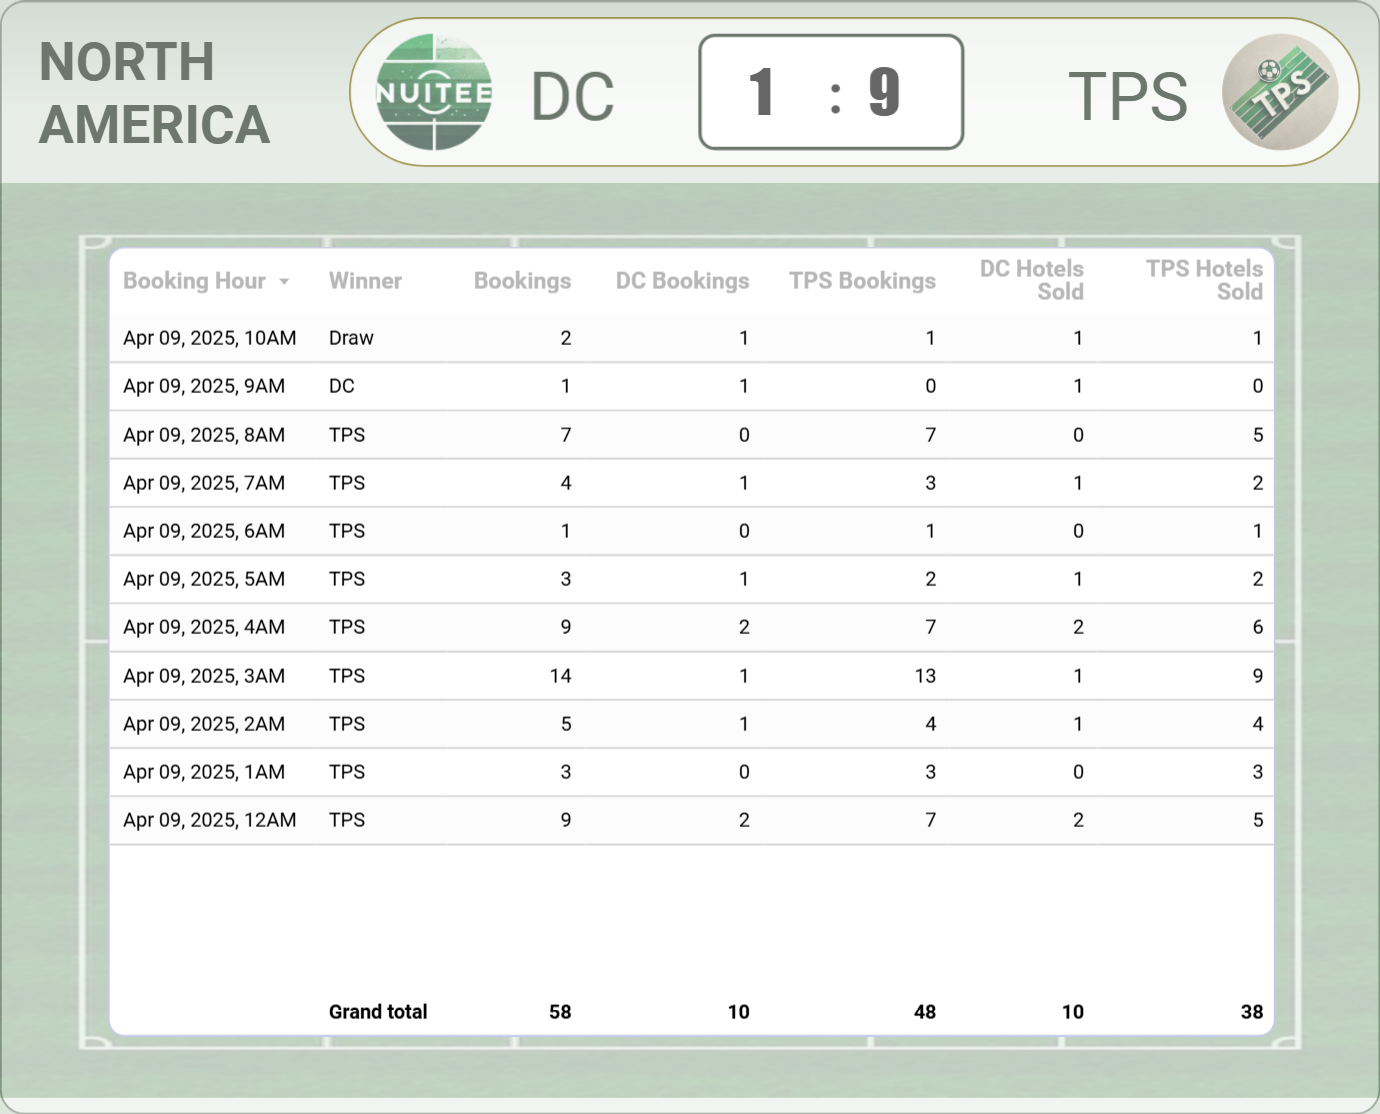 NORTH
AMERICA
NUITEE
DC
1 : 9
TPS
TPS
Booking Hour Winner Bookings DC Bookings TPS Bookings DC Hotels Sold TPS Hotels Sold
Apr 09, 2025, 10AM Draw 2 1 1 1 1
Apr 09, 2025, 9AM DC 1 1 0 1 0
Apr 09, 2025, 8AM TPS 7 0 7 0 5
Apr 09, 2025, 7AM TPS 4 1 3 1 2
Apr 09, 2025, 6AM TPS 1 0 1 0 1
Apr 09, 2025, 5AM TPS 3 1 2 1 2
Apr 09, 2025, 4AM TPS 9 2 7 2 6
Apr 09, 2025, 3AM TPS 14 1 13 1 9
Apr 09, 2025, 2AM TPS 5 1 4 1 4
Apr 09, 2025, 1AM TPS 3 0 3 0 3
Apr 09, 2025, 12AM TPS 9 2 7 2 5
Grand total 58 10 48 10 38